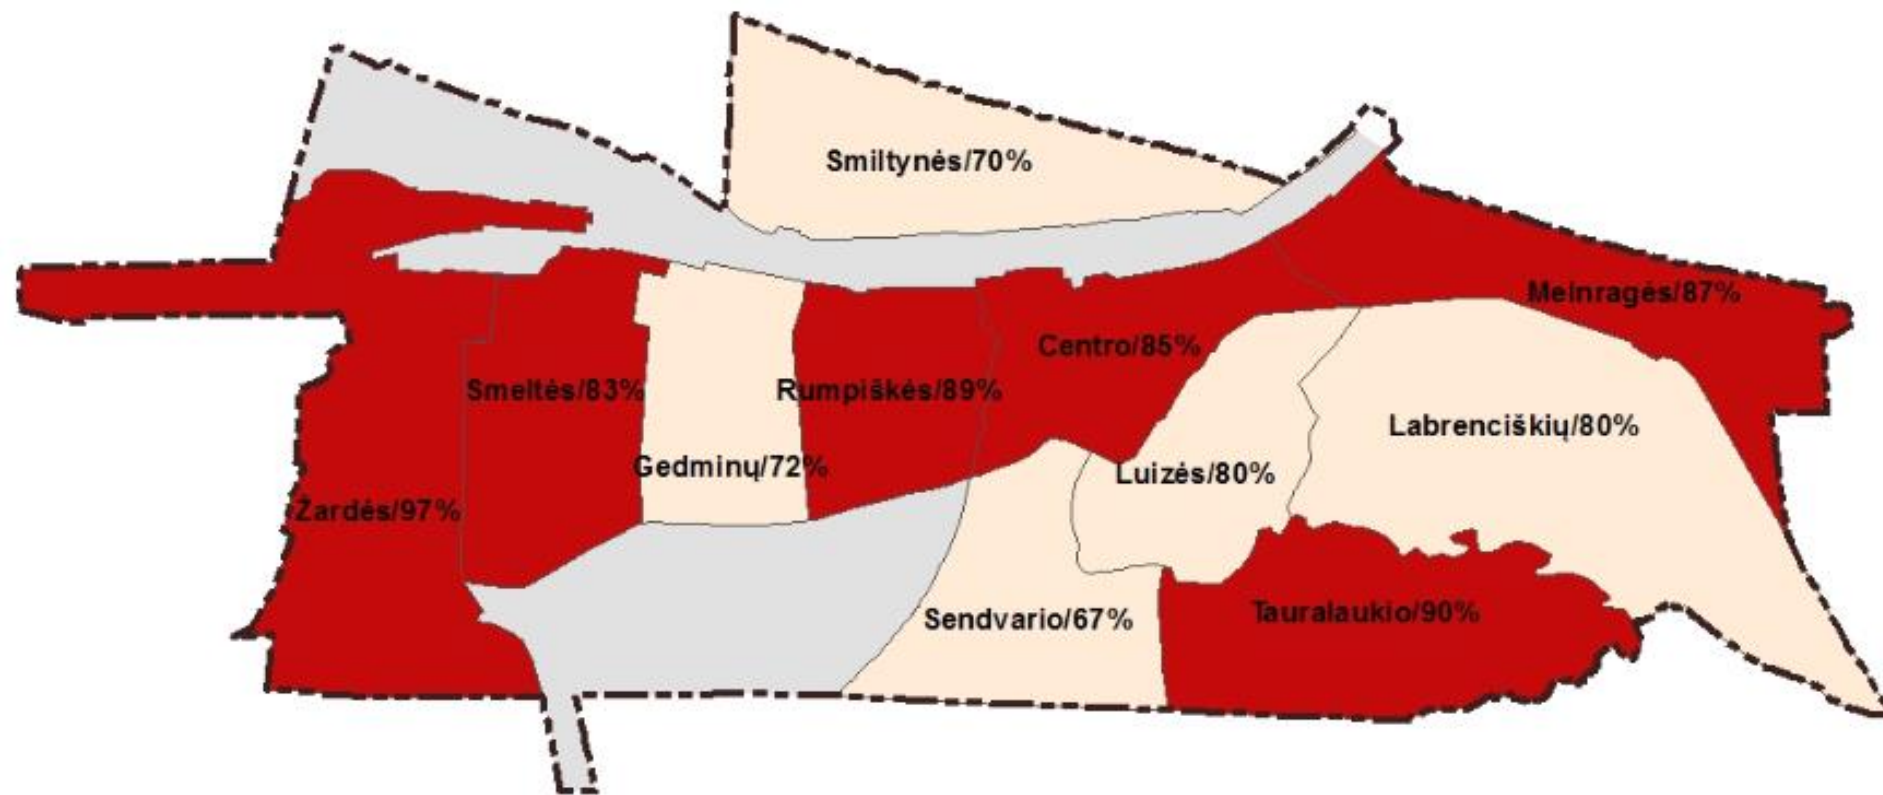 Smiltynės/70%
Melnragės/87%
Centro/85%
Smeltės/83%
Rumpiškės/89%
Labrenciškių/80%
Gedminų/72%
Luizės/80%
Žardės/97%
Tauralaukio/90%
Sendvario/67%